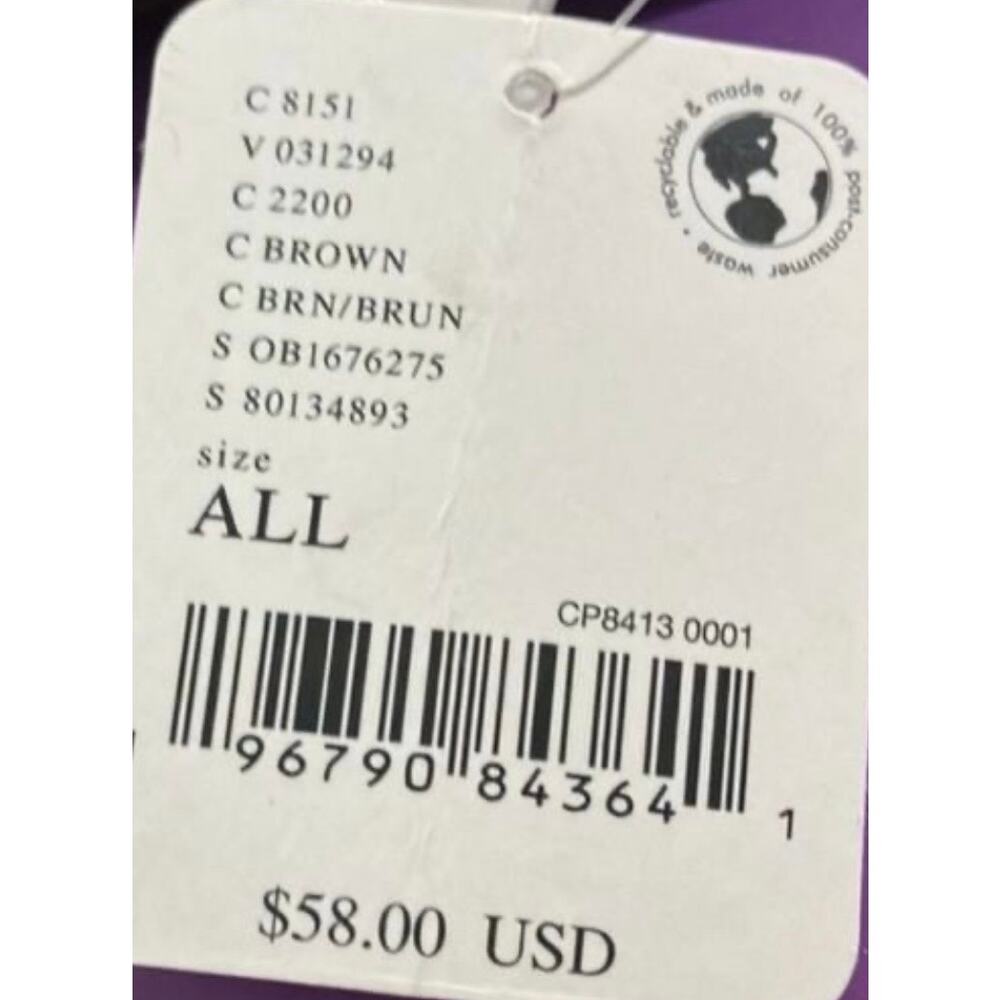 C 8151
V 031294
C 2200
C BROWN
C BRN/BRUN
S OB1676275
S 80134893
size
ALL
recyclable & made of 100% post-consumer waste •
CP8413 0001
96790 84364 1
$58.00 USD